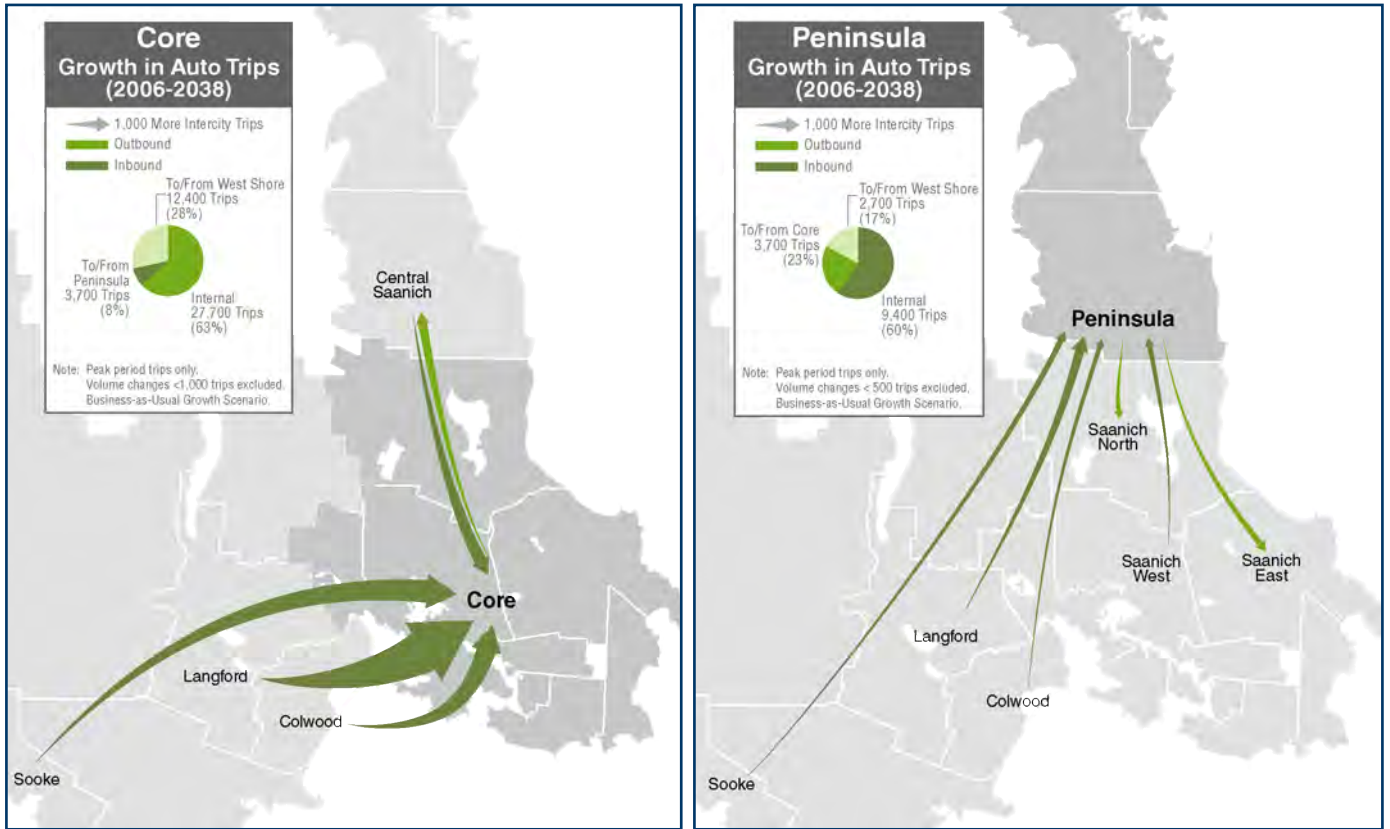 Core
Growth in Auto Trips
(2006-2038)
1,000 More Intercity Trips
Outbound
Inbound
To/From West Shore
12,400 Trips
(28%)
To/From
Peninsula
3,700 Trips
(8%)
Internal
27,700 Trips
(63%)
Note: Peak period trips only.
Volume changes <1,000 trips excluded.
Business-as-Usual Growth Scenario.
Central
Saanich
Core
Langford
Colwood
Sooke
Peninsula
Growth in Auto Trips
(2006-2038)
1,000 More Intercity Trips
Outbound
Inbound
To/From West Shore
2,700 Trips
(17%)
To/From Core
3,700 Trips
(23%)
Internal
9,400 Trips
(60%)
Note: Peak period trips only.
Volume changes < 500 trips excluded.
Business-as-Usual Growth Scenario.
Peninsula
Saanich
North
Saanich
West
Saanich
East
Langford
Colwood
Sooke